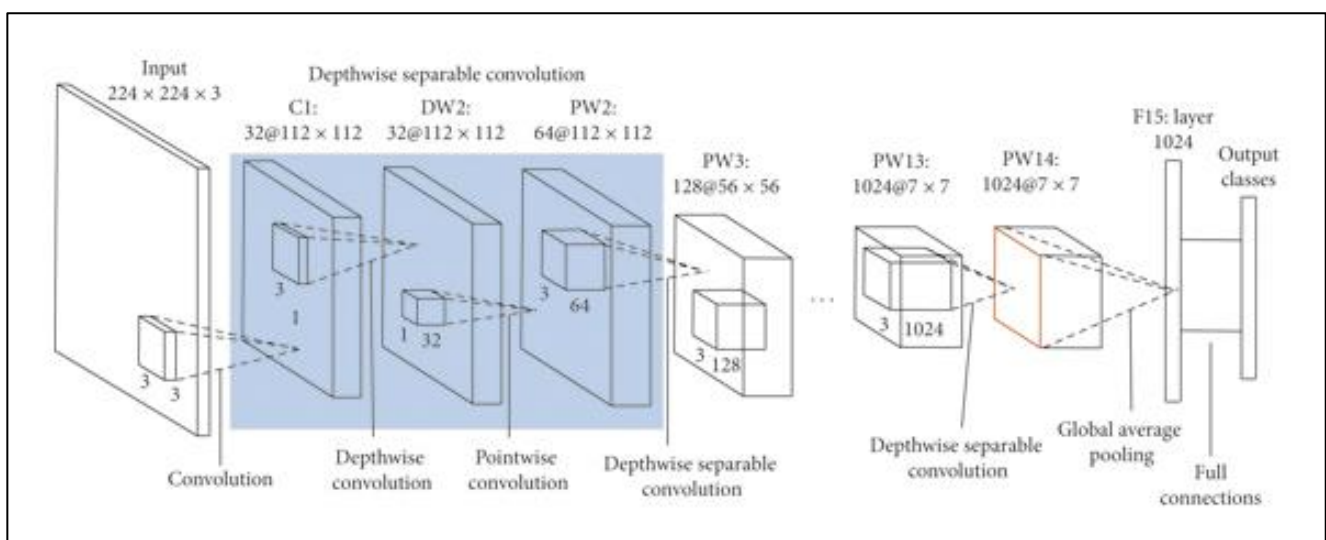 Input
224 × 224 × 3
Depthwise separable convolution
C1:
32@112 × 112
DW2:
32@112 × 112
PW2:
64@112 × 112
PW3:
128@56 × 56
PW13:
1024@7 × 7
PW14:
1024@7 × 7
F15: layer
1024
Output
classes
3
3
3
1
1
32
3
64
3
128
...
3
1024
Convolution
Depthwise
convolution
Pointwise
convolution
Depthwise separable
convolution
Depthwise separable
convolution
Global average
pooling
Full
connections